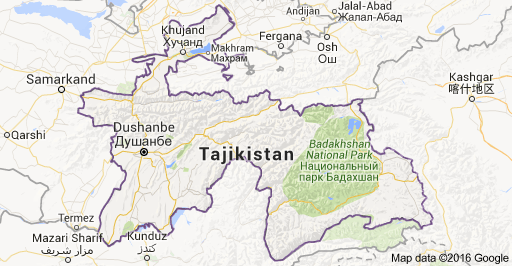 Jalal-Abad
Жалал-Абад
Andijan
Khujand
Хуҷанд
Makhram
Махрам
Fergana
Osh
Ош
Samarkand
Kashgar
喀什地区
Qarshi
Dushanbe
Душанбе
Tajikistan
Badakhshan
National Park
Национальный
парк Бадахшан
Termez
Mazari Sharif
مزار شریف
Kunduz
کندز
Map data ©2016 Google